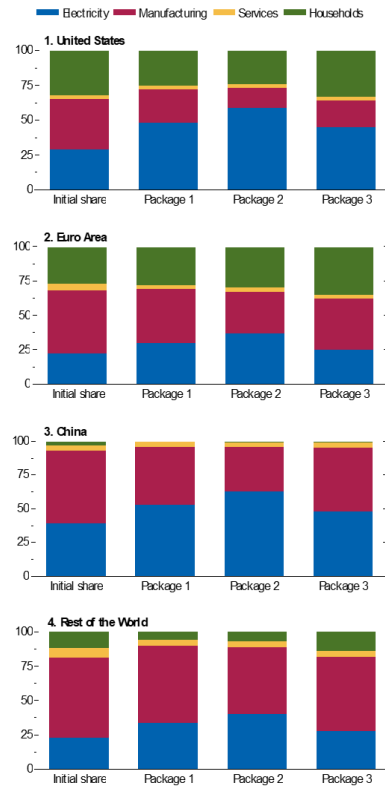 Electricity Manufacturing Services Households
1. United States
100
75
50
25
0
Initial share Package 1 Package 2 Package 3
2. Euro Area
100
75
50
25
0
Initial share Package 1 Package 2 Package 3
3. China
100
75
50
25
0
Initial share Package 1 Package 2 Package 3
4. Rest of the World
100
75
50
25
0
Initial share Package 1 Package 2 Package 3